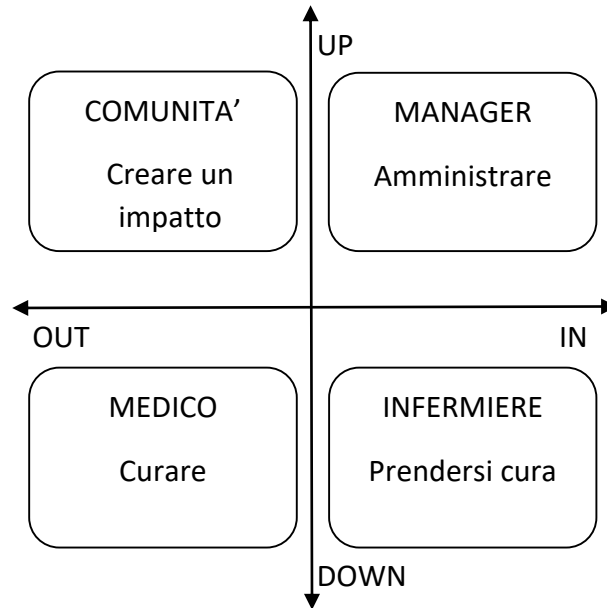 UP
COMUNITA’
Creare un
impatto
MANAGER
Amministrare
OUT
IN
MEDICO
Curare
INFERMIERE
Prendersi cura
DOWN